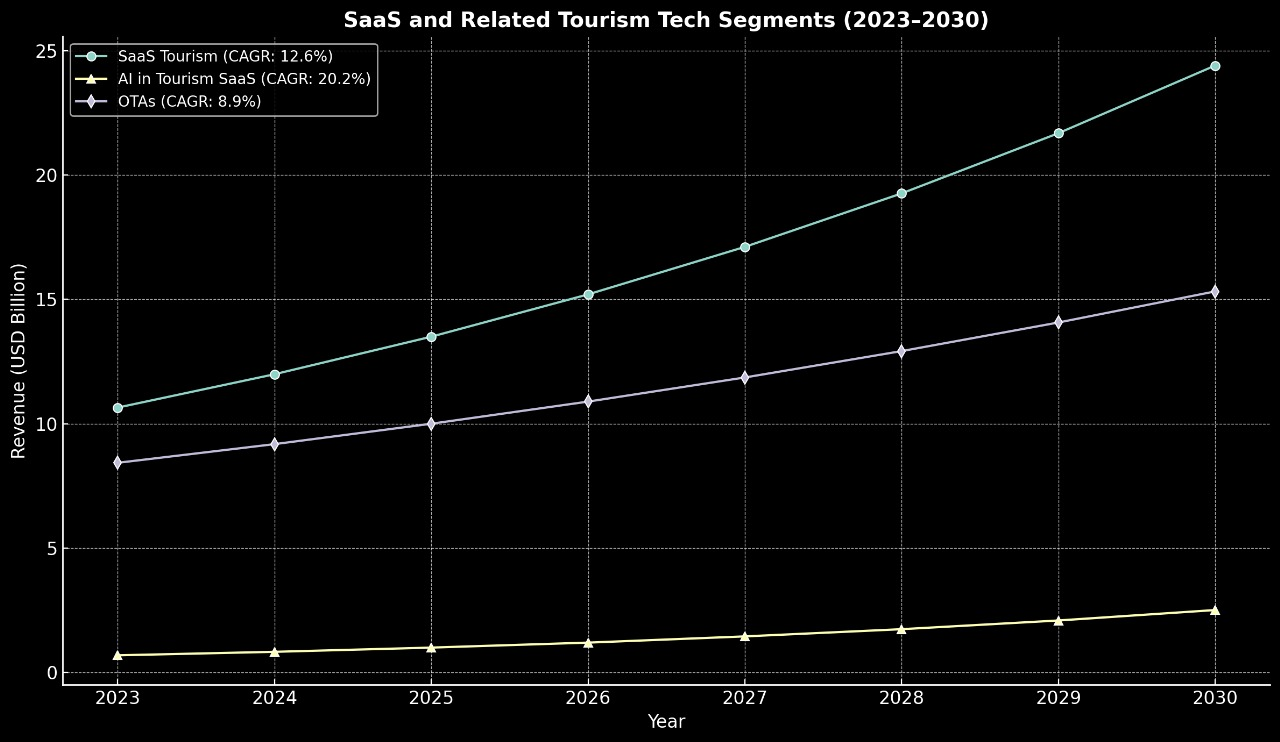 SaaS and Related Tourism Tech Segments (2023–2030)
SaaS Tourism (CAGR: 12.6%)
AI in Tourism SaaS (CAGR: 20.2%)
OTAs (CAGR: 8.9%)
Revenue (USD Billion)
25
20
15
10
5
0
2023 2024 2025 2026 2027 2028 2029 2030
Year